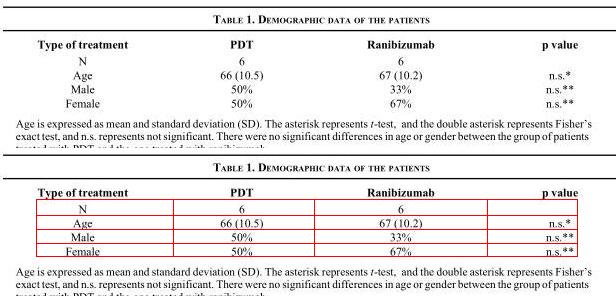 TABLE 1. DEMOGRAPHIC DATA OF THE PATIENTS
Type of treatment PDT Ranibizumab p value
N 6 6
Age 66 (10.5) 67 (10.2) n.s.*
Male 50% 33% n.s.**
Female 50% 67% n.s.**
Age is expressed as mean and standard deviation (SD). The asterisk represents t-test, and the double asterisk represents Fisher's
exact test, and n.s. represents not significant. There were no significant differences in age or gender between the group of patients
TABLE 1. DEMOGRAPHIC DATA OF THE PATIENTS
Type of treatment PDT Ranibizumab p value
N 6 6
Age 66 (10.5) 67 (10.2) n.s.*
Male 50% 33% n.s.**
Female 50% 67% n.s.**
Age is expressed as mean and standard deviation (SD). The asterisk represents t-test, and the double asterisk represents Fisher's
exact test, and n.s. represents not significant. There were no significant differences in age or gender between the group of patients